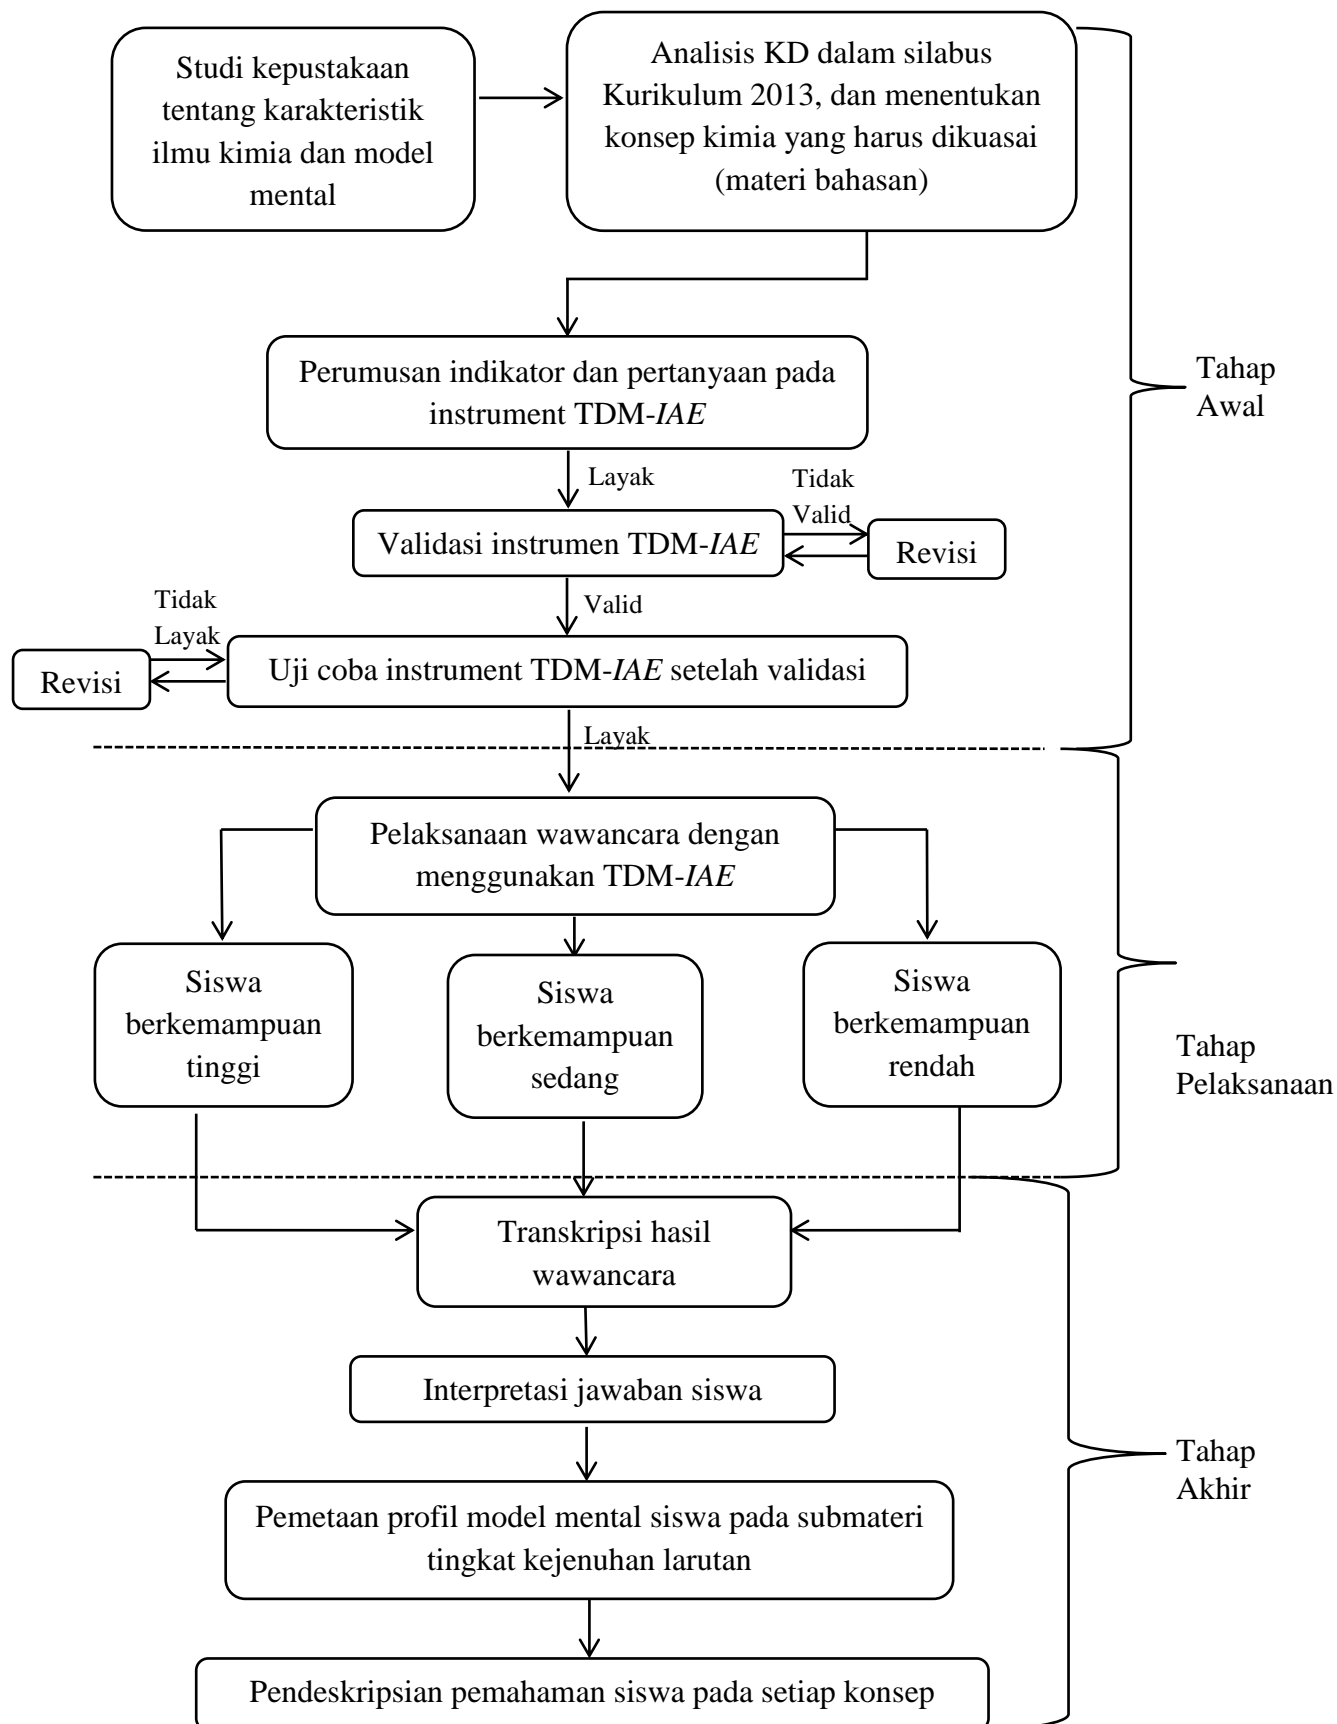 Studi kepustakaan
tentang karakteristik
ilmu kimia dan model
mental
Analisis KD dalam silabus
Kurikulum 2013, dan menentukan
konsep kimia yang harus dikuasai
(materi bahasan)
Perumusan indikator dan pertanyaan pada
instrument TDM-IAE
Tahap
Awal
Layak
Tidak
Valid
Validasi instrumen TDM-IAE
Revisi
Valid
Tidak
Layak
Revisi
Uji coba instrument TDM-IAE setelah validasi
Layak
Pelaksanaan wawancara dengan
menggunakan TDM-IAE
Siswa
berkemampuan
tinggi
Siswa
berkemampuan
sedang
Siswa
berkemampuan
rendah
Tahap
Pelaksanaan
Transkripsi hasil
wawancara
Interpretasi jawaban siswa
Tahap
Akhir
Pemetaan profil model mental siswa pada submateri
tingkat kejenuhan larutan
Pendeskripsian pemahaman siswa pada setiap konsep